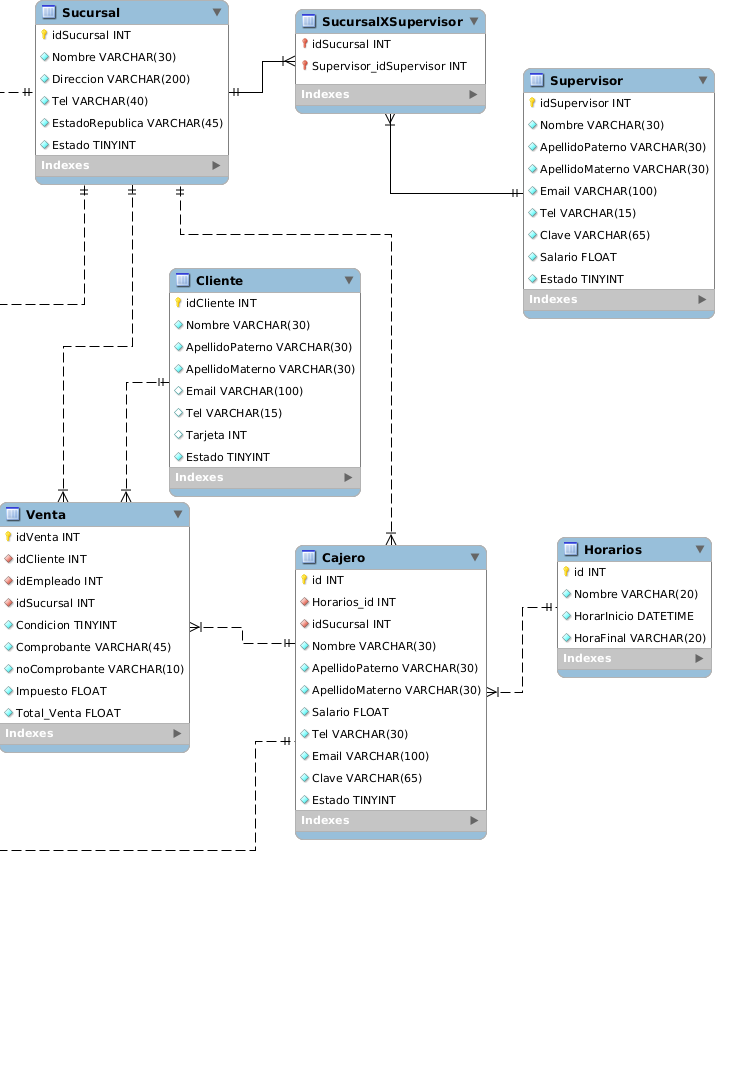 Sucursal
idSucursal INT
Nombre VARCHAR(30)
Direccion VARCHAR(200)
Tel VARCHAR(40)
EstadoRepublica VARCHAR(45)
Estado TINYINT
Indexes
SucursalXSupervisor
idSucursal INT
Supervisor_idSupervisor INT
Indexes
Supervisor
idSupervisor INT
Nombre VARCHAR(30)
ApellidoPaterno VARCHAR(30)
ApellidoMaterno VARCHAR(30)
Email VARCHAR(100)
Tel VARCHAR(15)
Clave VARCHAR(65)
Salario FLOAT
Estado TINYINT
Indexes
Cliente
idCliente INT
Nombre VARCHAR(30)
ApellidoPaterno VARCHAR(30)
ApellidoMaterno VARCHAR(30)
Email VARCHAR(100)
Tel VARCHAR(15)
Tarjeta INT
Estado TINYINT
Indexes
Venta
idVenta INT
idCliente INT
idEmpleado INT
idSucursal INT
Condicion TINYINT
Comprobante VARCHAR(45)
noComprobante VARCHAR(10)
Impuesto FLOAT
Total_Venta FLOAT
Indexes
Cajero
id INT
Horarios_id INT
idSucursal INT
Nombre VARCHAR(30)
ApellidoPaterno VARCHAR(30)
ApellidoMaterno VARCHAR(30)
Salario FLOAT
Tel VARCHAR(30)
Email VARCHAR(100)
Clave VARCHAR(65)
Estado TINYINT
Indexes
Horarios
id INT
Nombre VARCHAR(20)
HorarInicio DATETIME
HoraFinal VARCHAR(20)
Indexes